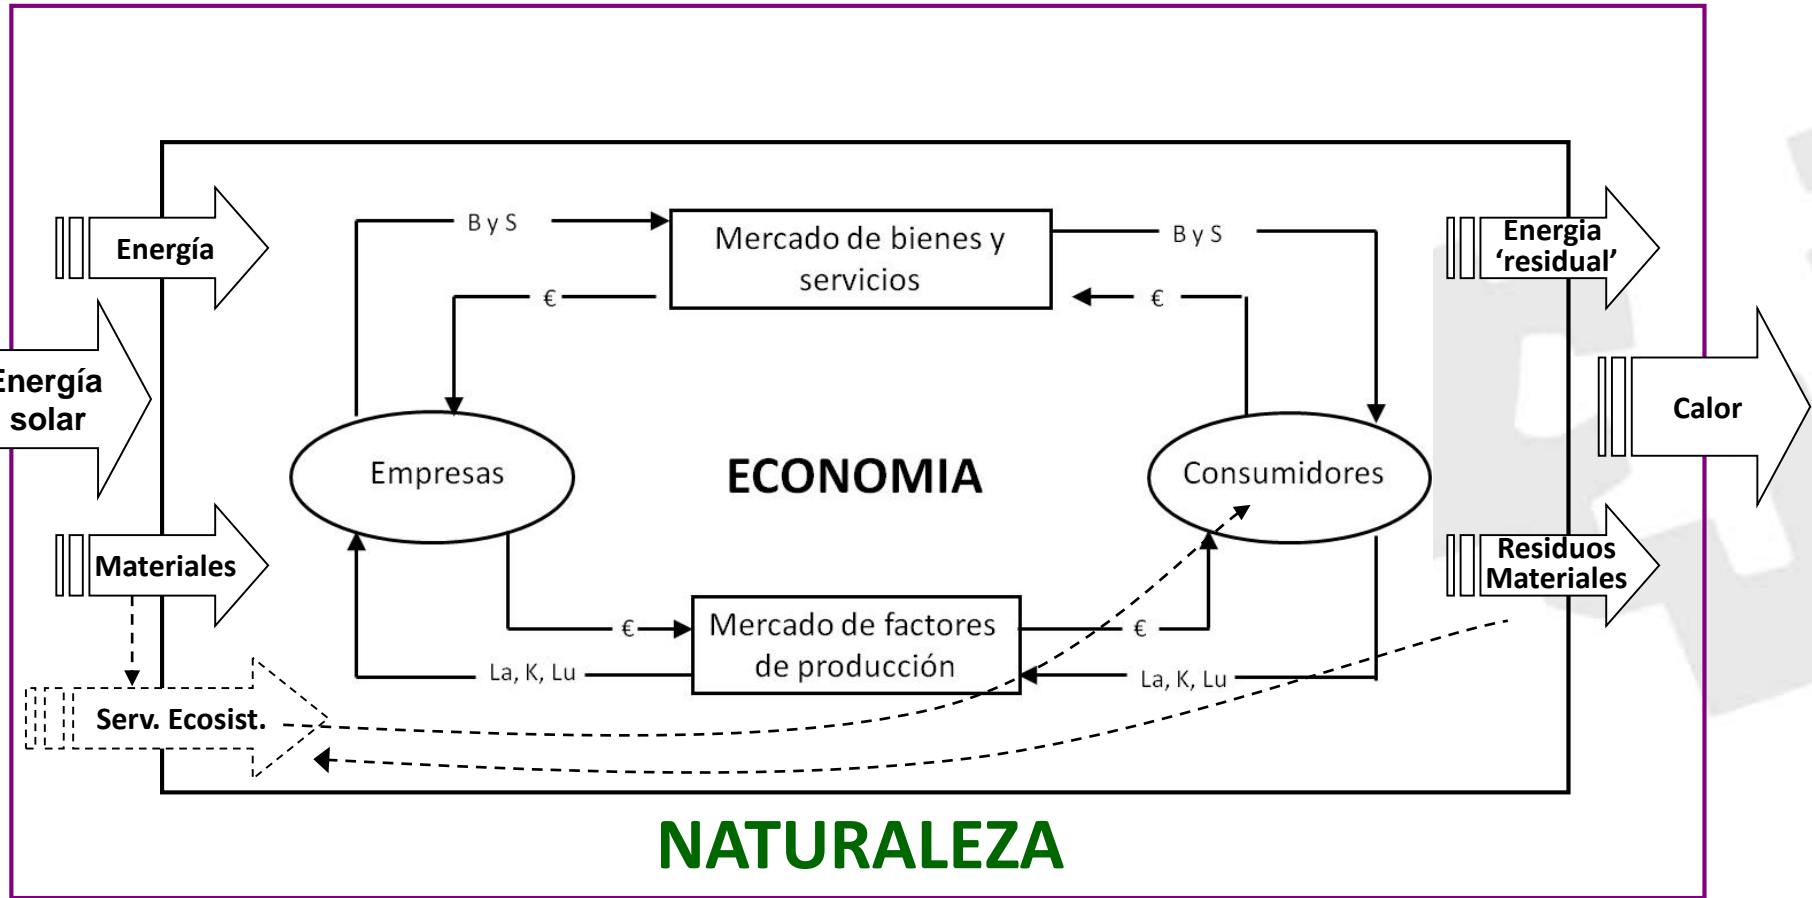 B y S
Mercado de bienes y
servicios
B y S
€
€
Energía
Energia
‘residual’
Energía
solar
Calor
Empresas
ECONOMIA
Consumidores
Materiales
Residuos
Materiales
€
Mercado de factores
de producción
€
La, K, Lu
La, K, Lu
Serv. Ecosist.
NATURALEZA